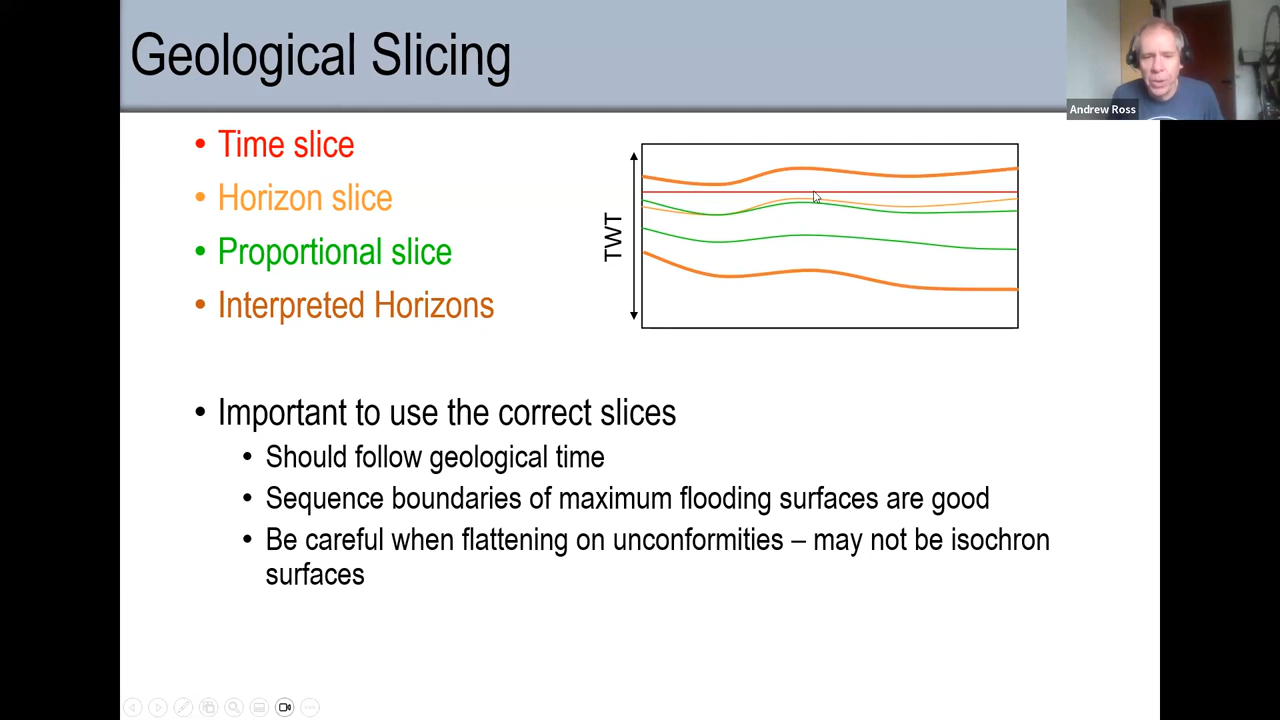 Geological Slicing
Andrew Ross
• Time slice
• Horizon slice
• Proportional slice
• Interpreted Horizons
TWT
• Important to use the correct slices
• Should follow geological time
• Sequence boundaries of maximum flooding surfaces are good
• Be careful when flattening on unconformities – may not be isochron
surfaces